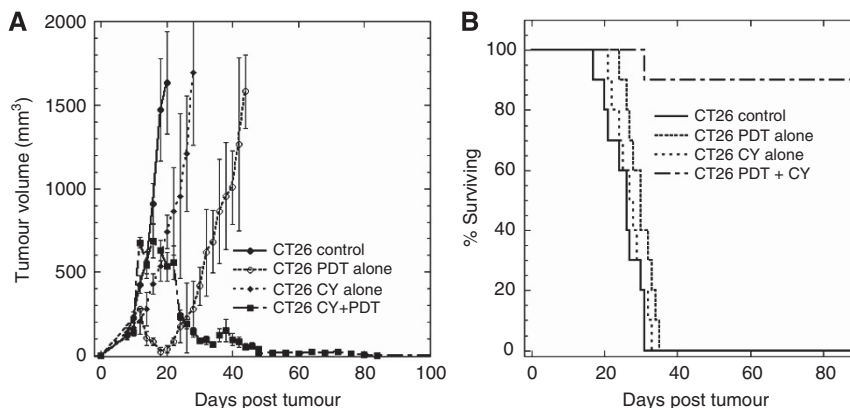 A
2000
1500
1000
500
0
Tumour volume (mm3)
CT26 control
CT26 PDT alone
CT26 CY alone
CT26 CY+PDT
0 20 40 60 80 100
Days post tumour
B
100
80
60
40
20
0
% Surviving
CT26 control
CT26 PDT alone
CT26 CY alone
CT26 PDT + CY
0 20 40 60 80
Days post tumour